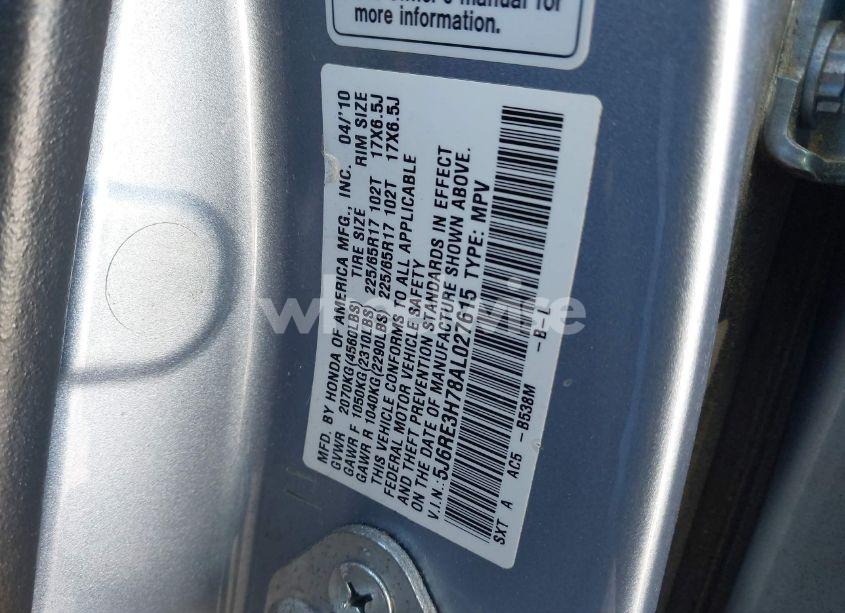 Owner's manual for
more information.
MFD. BY HONDA OF AMERICA MFG., INC. 04/'10
GVWR 2070KG(4560LBS) TIRE SIZE RIM SIZE
GAWR F 1050KG(2310LBS) 225/65R17 102T 17X6.5J
GAWR R 1040KG(2290LBS) 225/65R17 102T 17X6.5J
THIS VEHICLE CONFORMS TO ALL APPLICABLE
FEDERAL MOTOR VEHICLE SAFETY
AND THEFT PREVENTION STANDARDS IN EFFECT
ON THE DATE OF MANUFACTURE SHOWN ABOVE.
V.I.N.: 5J6RE3H78AL027615 TYPE: MPV
SXT A AC5 -B538M -B-L